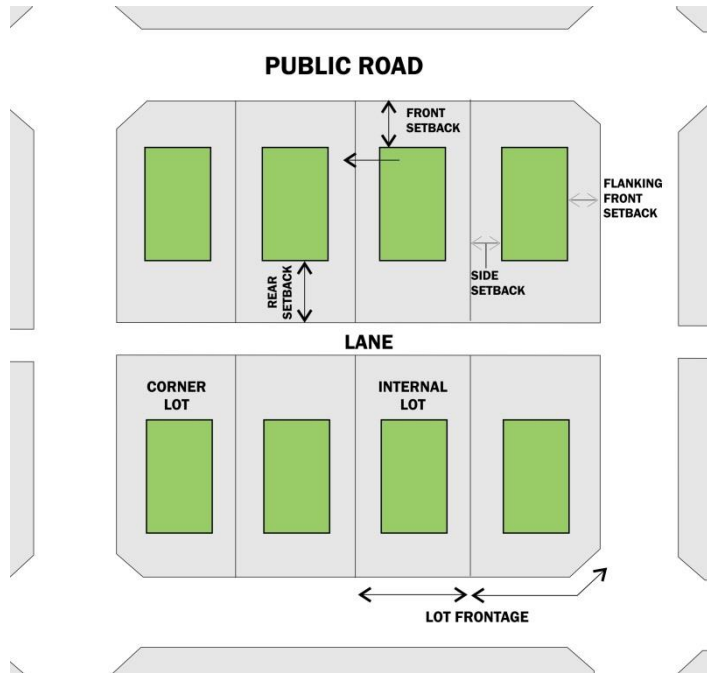 PUBLIC ROAD
FRONT
SETBACK
FLANKING
FRONT
SETBACK
REAR
SETBACK
SIDE
SETBACK
LANE
CORNER
LOT
INTERNAL
LOT
LOT FRONTAGE